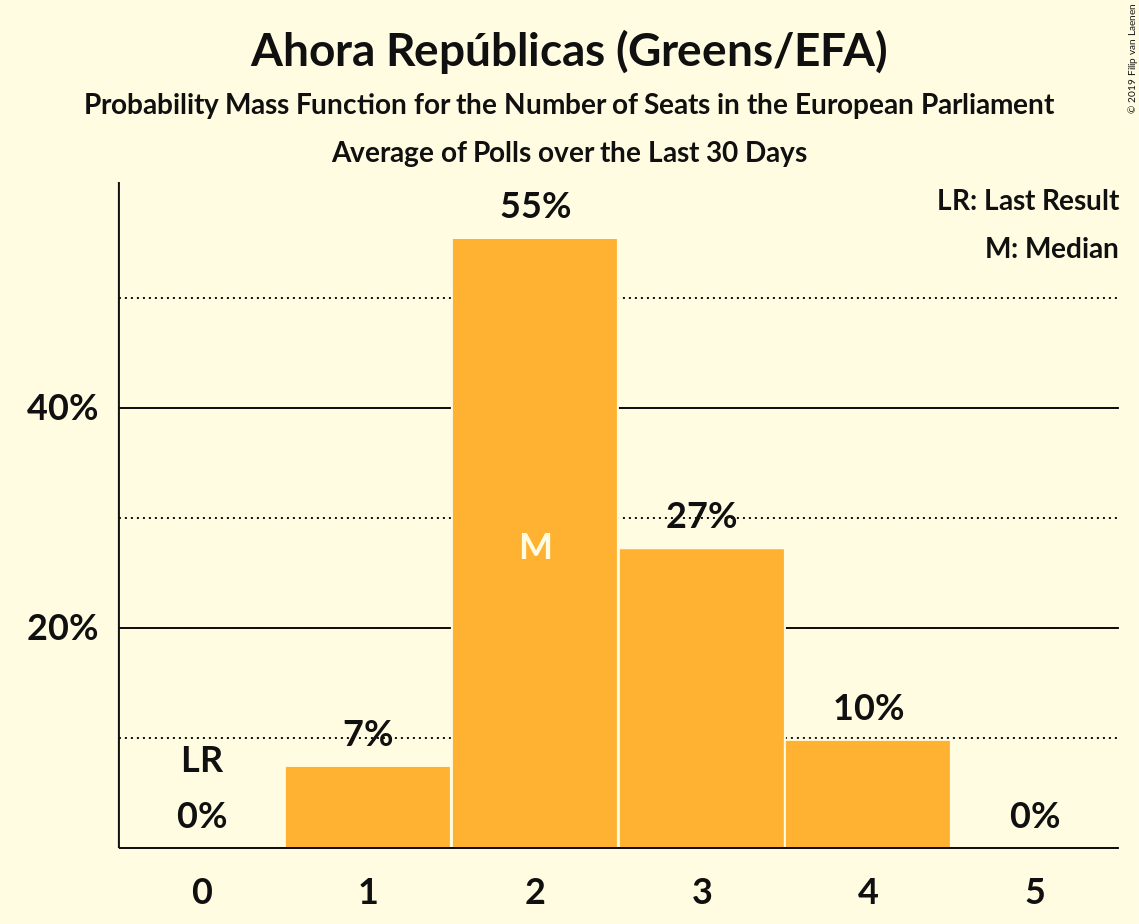 Ahora Repúblicas (Greens/EFA)
Probability Mass Function for the Number of Seats in the European Parliament
Average of Polls over the Last 30 Days
© 2019 Filip van Laenen
LR: Last Result
M: Median
55%
40%
27%
M
20%
10%
7%
LR
0%
0%
0 1 2 3 4 5